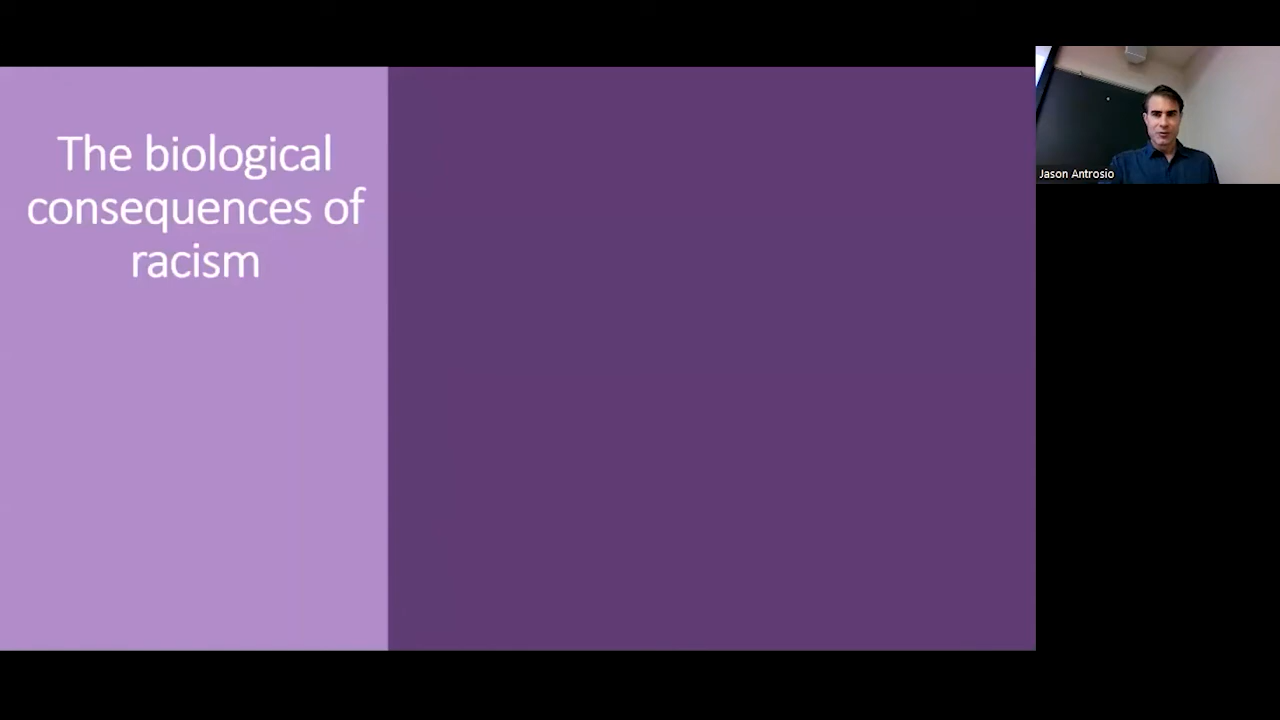 The biological
consequences of
racism
Jason Antrosio